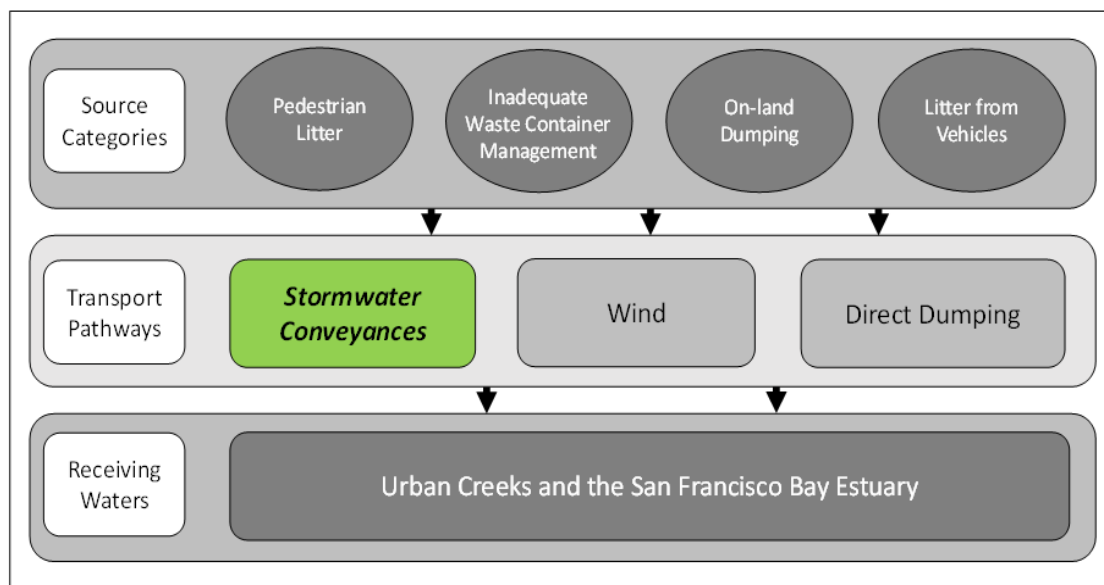 Source
Categories
Pedestrian
Litter
Inadequate
Waste Container
Management
On-land
Dumping
Litter from
Vehicles
Transport
Pathways
Stormwater
Conveyances
Wind
Direct Dumping
Receiving
Waters
Urban Creeks and the San Francisco Bay Estuary